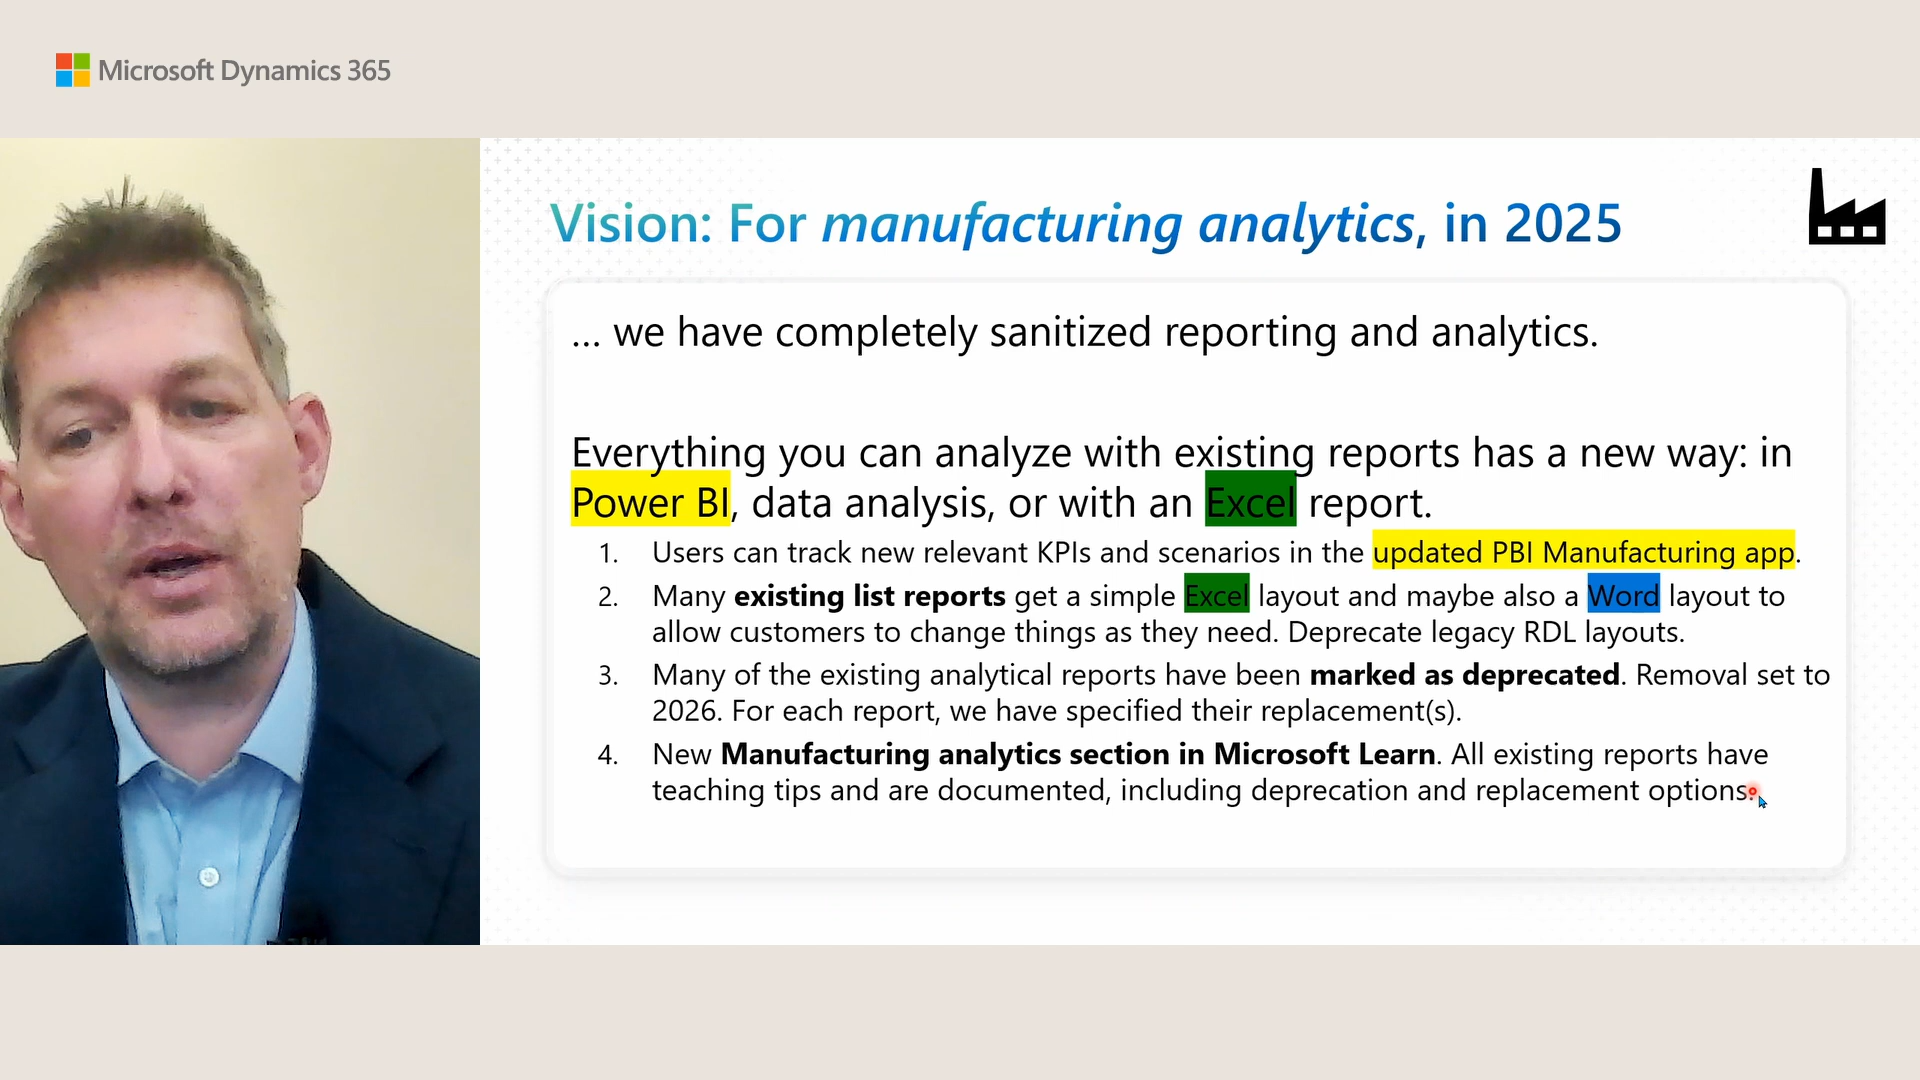 Microsoft Dynamics 365
Vision: For manufacturing analytics, in 2025
... we have completely sanitized reporting and analytics.
Everything you can analyze with existing reports has a new way: in
Power BI, data analysis, or with an Excel report.
1. Users can track new relevant KPIs and scenarios in the updated PBI Manufacturing app.
2. Many existing list reports get a simple Excel layout and maybe also a Word layout to
allow customers to change things as they need. Deprecate legacy RDL layouts.
3. Many of the existing analytical reports have been marked as deprecated. Removal set to
2026. For each report, we have specified their replacement(s).
4. New Manufacturing analytics section in Microsoft Learn. All existing reports have
teaching tips and are documented, including deprecation and replacement options.